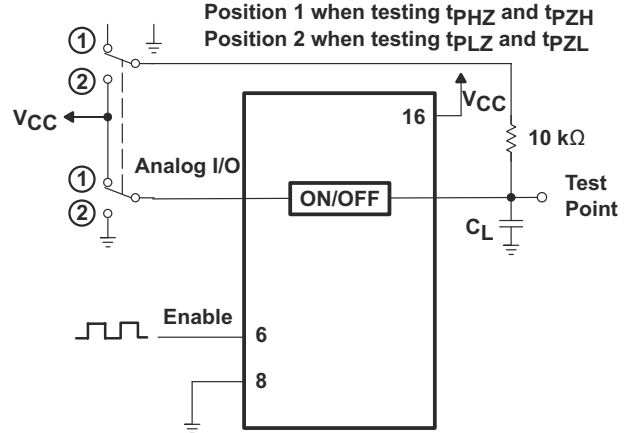 Position 1 when testing tPHZ and tPZH
Position 2 when testing tPLZ and tPZL
1
2
VCC
1
2
Analog I/O
ON/OFF
16
VCC
10 kΩ
Test
Point
CL
Enable
6
8